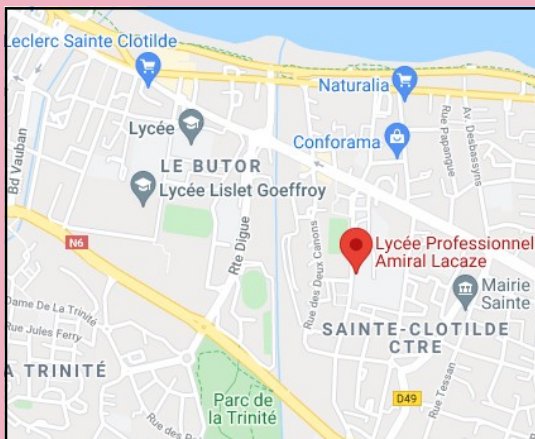 Leclerc Sainte Clotilde
Naturalia
Bd Vauban
Lycée
Conforama
Rue Papangue
Av. Desbassyns
LE BUTOR
Lycée Lislet Goeffroy
N6
Rte Digue
Rue des Deux Canons
Lycée Professionnel
Amiral Lacaze
Mairie
Sainte
Dame De La Trinité
Rue Jules Ferry
SAINTE-CLOTILDE
CTRE
A TRINITÉ
Parc de
la Trinité
D49
Rue Tessan